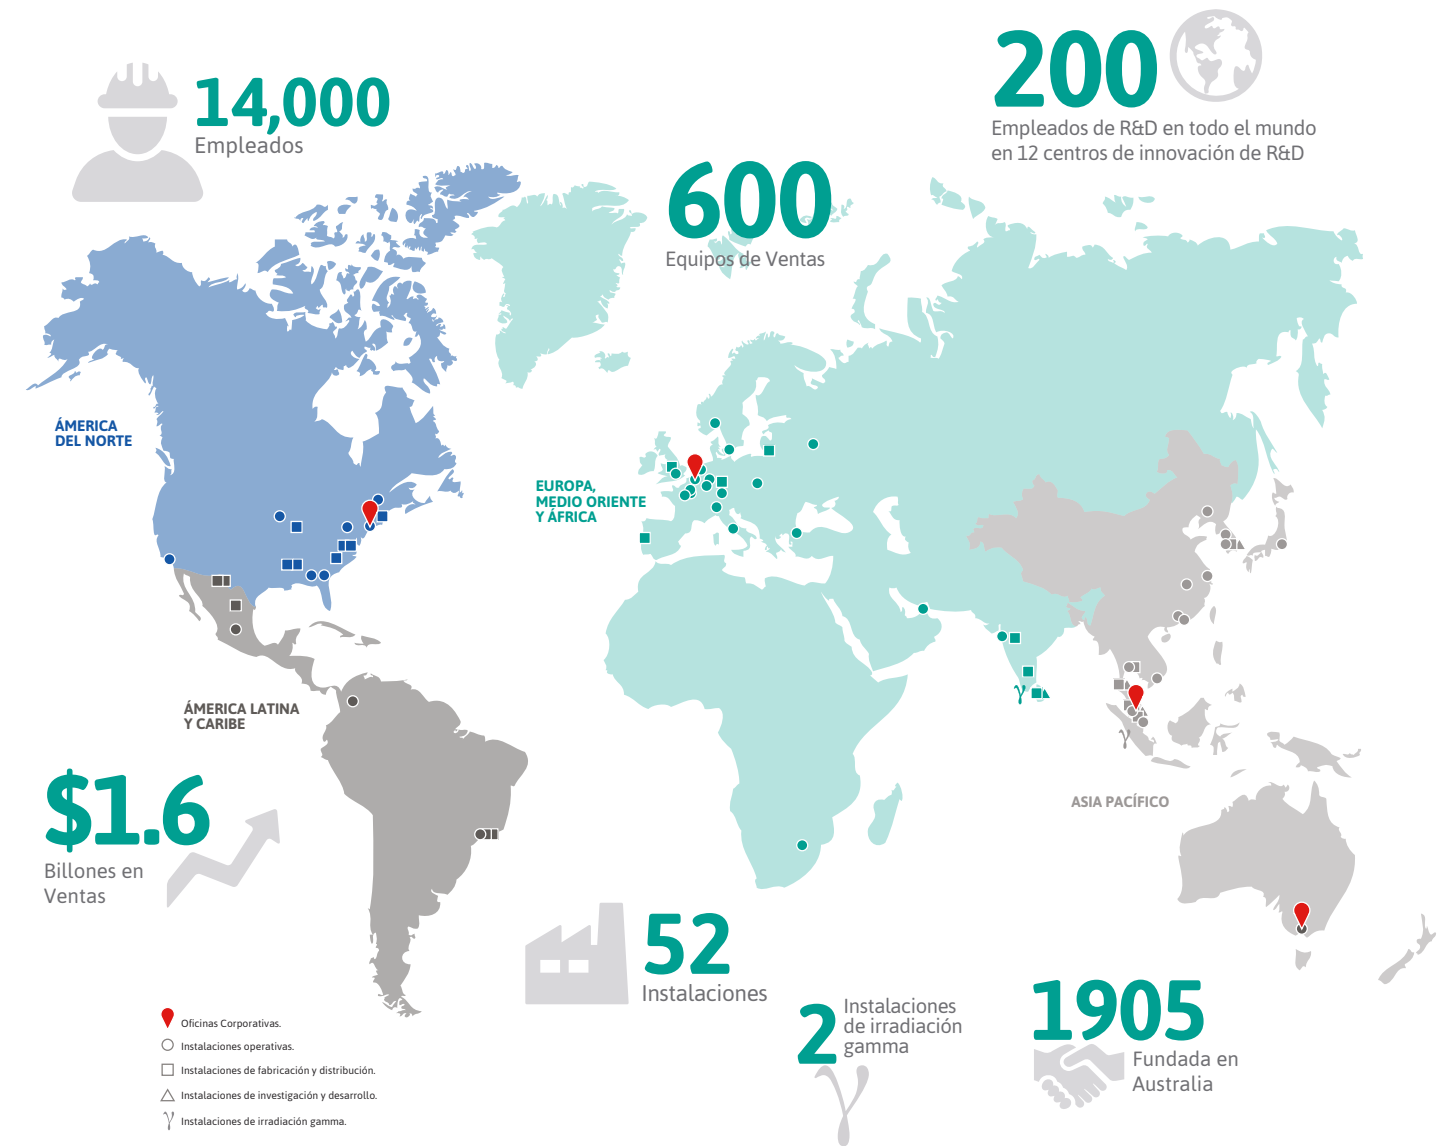 14,000
Empleados
200
Empleados de R&D en todo el mundo
en 12 centros de innovación de R&D
600
Equipos de Ventas
ÁMERICA
DEL NORTE
EUROPA,
MEDIO ORIENTE
Y ÁFRICA
ÁMERICA LATINA
Y CARIBE
γ
γ
ASIA PACÍFICO
$1.6
Billones en
Ventas
52
Instalaciones
2
Instalaciones
de irradiación
gamma
γ
1905
Fundada en
Australia
Oficinas Corporativas.
Instalaciones operativas.
Instalaciones de fabricación y distribución.
Instalaciones de investigación y desarrollo.
γ Instalaciones de irradiación gamma.